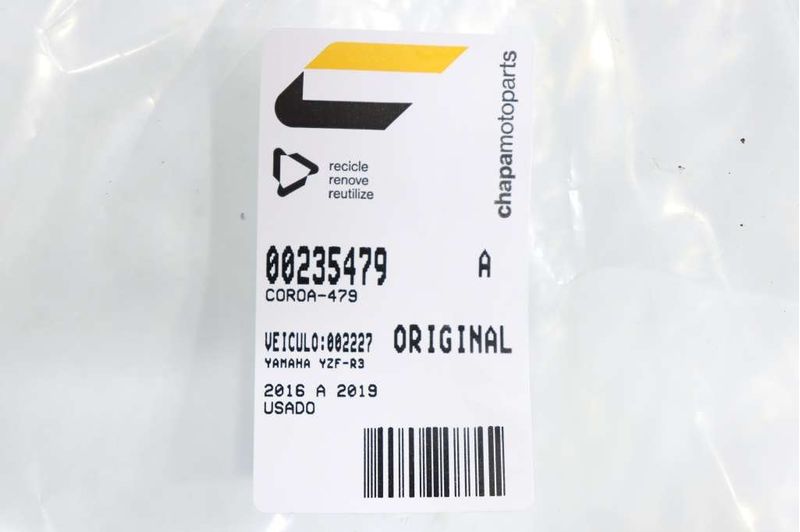 chapamotoparts
recicle
renove
reutilize
00235479 A
COROA-479
VEICULO:002227 ORIGINAL
YAMAHA YZF-R3
2016 A 2019
USADO